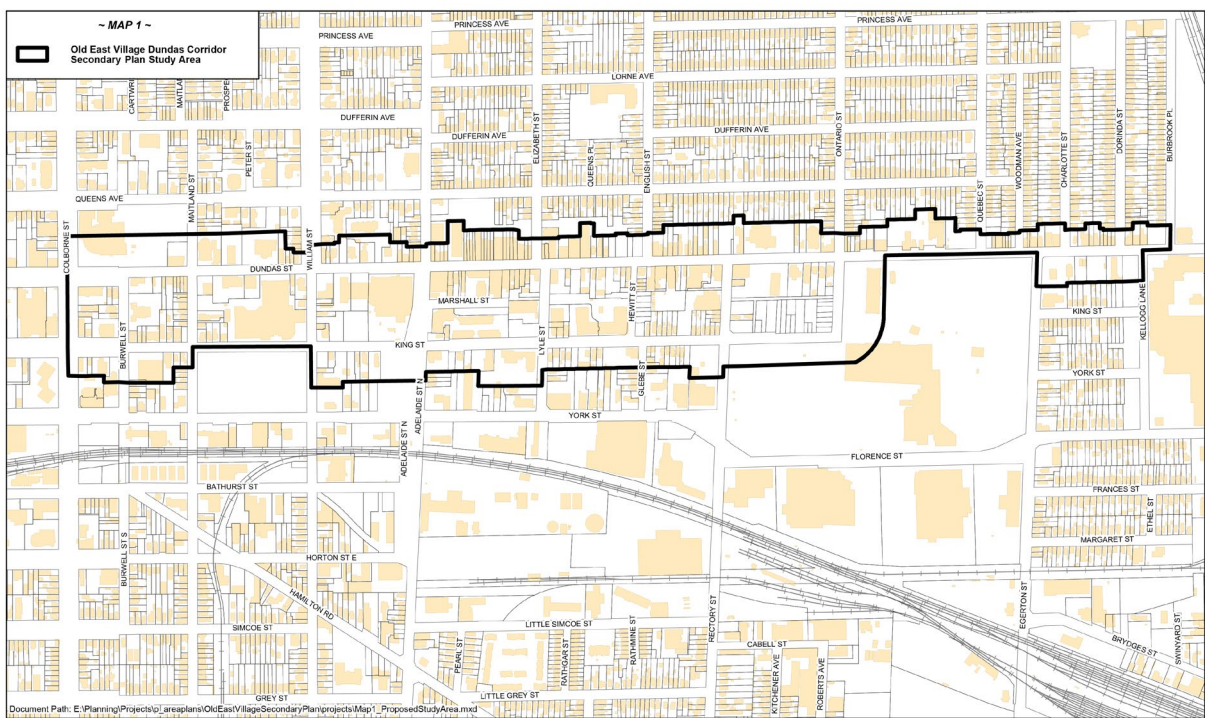 ~ MAP 1 ~
Old East Village Dundas Corridor
Secondary Plan Study Area
PRINCESS AVE
PRINCESS AVE
PRINCESS AVE
LORNE AVE
CARTWRI
MAITLA
PROSPE
DUFFERIN AVE
DUFFERIN AVE
DUFFERIN AVE
ELIZABETH ST
QUEENS PL
ENGLISH ST
ONTARIO ST
WOODMAN AVE
CHARLOTTE ST
DORINDA ST
BURBROOK PL
PETER ST
MAITLAND ST
QUEENS AVE
QUEBEC ST
COLBORNE ST
WILLIAM ST
DUNDAS ST
MARSHALL ST
HEWITT ST
KELLOGG LANE
KING ST
BURWELL ST
LYLE ST
KING ST
GLEBE ST
YORK ST
ADELAIDE ST N
YORK ST
ADELAIDE ST N
FLORENCE ST
BATHURST ST
FRANCES ST
ETHEL ST
MARGARET ST
BURWELL ST S
HORTON ST E
HAMILTON RD
EGERTON ST
RECTORY ST
SIMCOE ST
LITTLE SIMCOE ST
PEARL ST
RATHGAR ST
RATHMINE ST
CABELL ST
BRYDGES ST
SWINYARD ST
KITCHENER AVE
ROBERTS AVE
GREY ST
LITTLE GREY ST
Document Path: E:\Planning\Projects\p_areaplans\OldEastVillageSecondaryPlan\projects\Map1_ProposedStudyArea.mxd